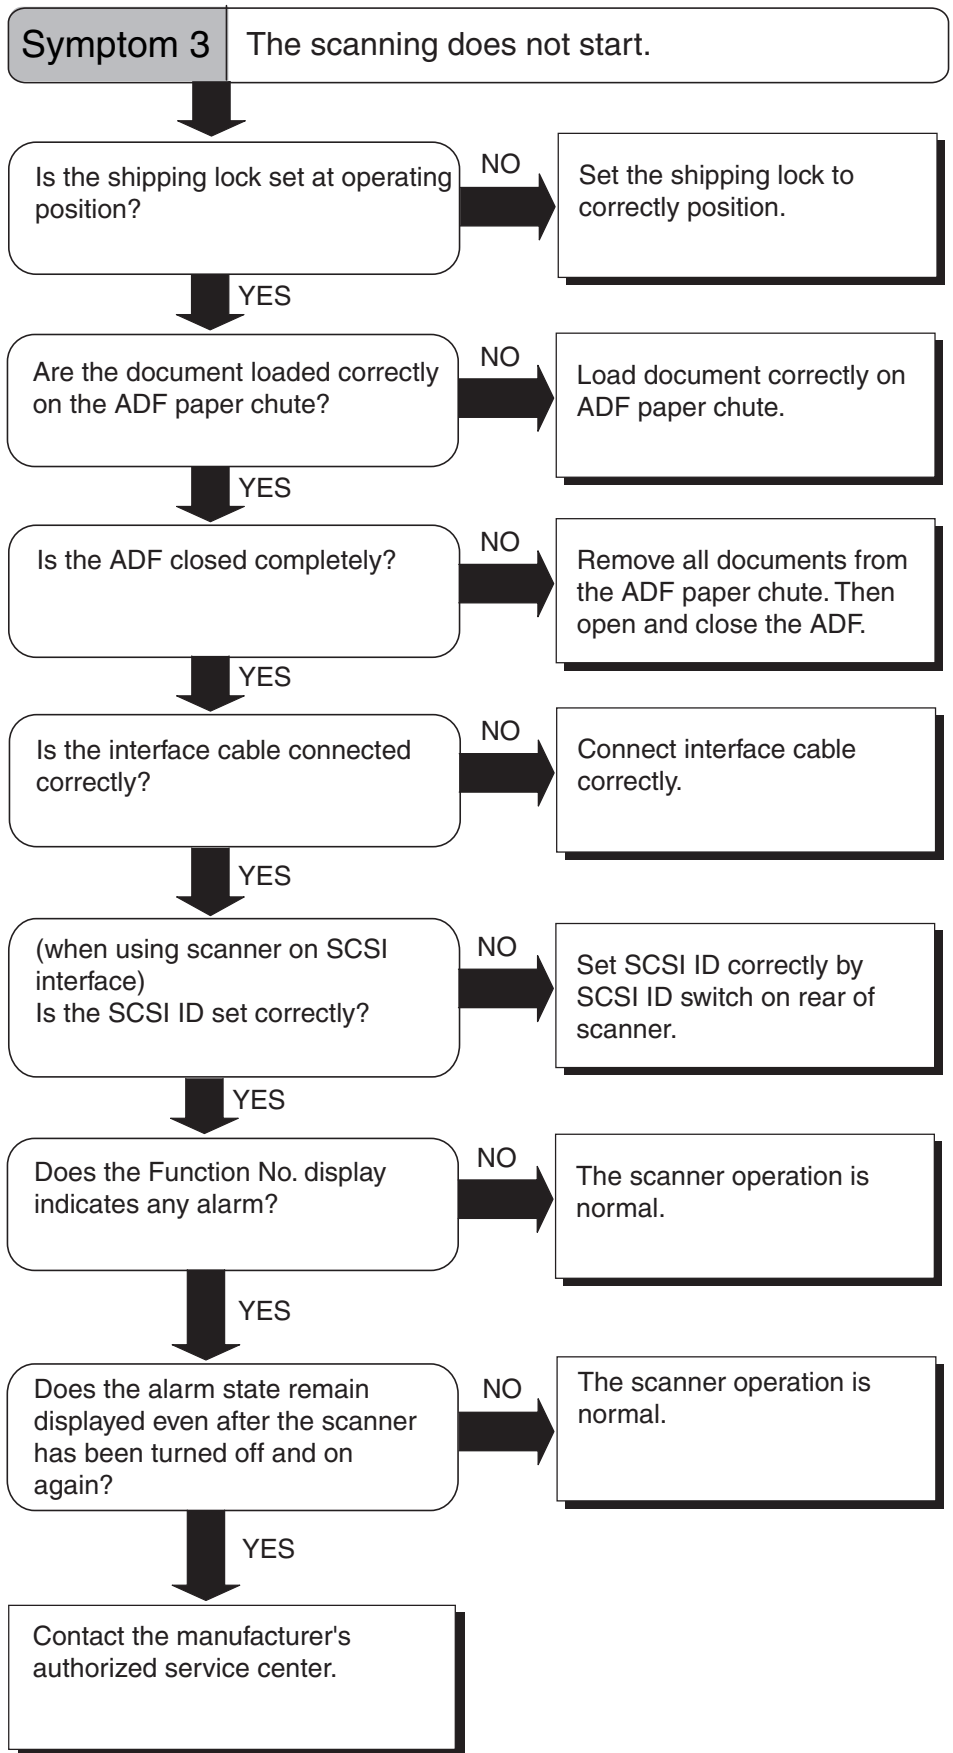 Symptom 3 The scanning does not start.
Is the shipping lock set at operating
position?
NO
Set the shipping lock to
correctly position.
YES
Are the document loaded correctly
on the ADF paper chute?
NO
Load document correctly on
ADF paper chute.
YES
Is the ADF closed completely?
NO
Remove all documents from
the ADF paper chute. Then
open and close the ADF.
YES
Is the interface cable connected
correctly?
NO
Connect interface cable
correctly.
YES
(when using scanner on SCSI
interface)
Is the SCSI ID set correctly?
NO
Set SCSI ID correctly by
SCSI ID switch on rear of
scanner.
YES
Does the Function No. display
indicates any alarm?
NO
The scanner operation is
normal.
YES
Does the alarm state remain
displayed even after the scanner
has been turned off and on
again?
NO
The scanner operation is
normal.
YES
Contact the manufacturer's
authorized service center.